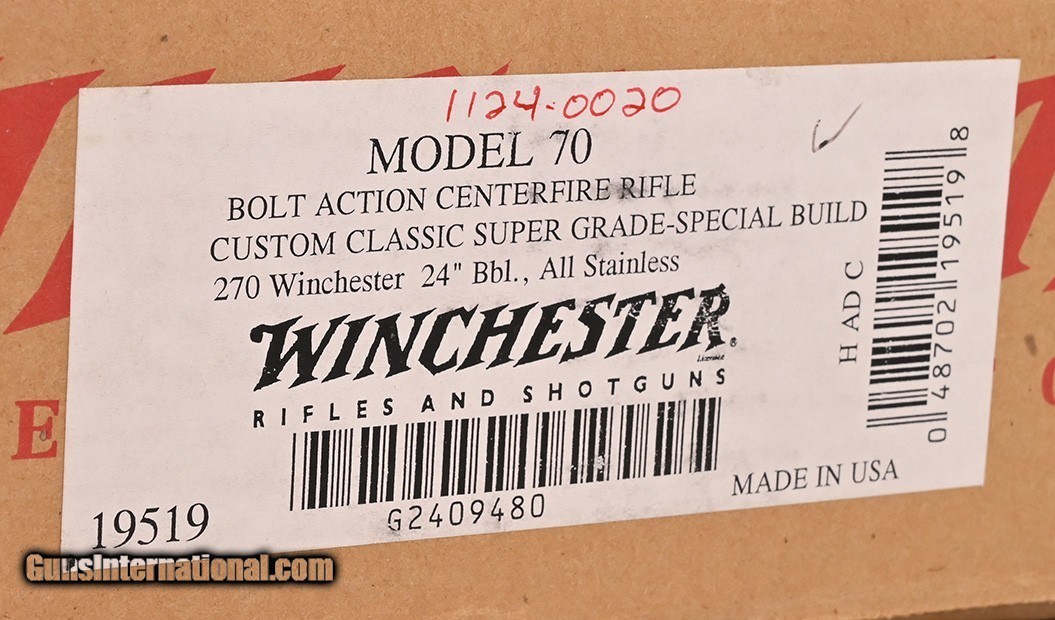 1124-0020
MODEL 70
BOLT ACTION CENTERFIRE RIFLE
CUSTOM CLASSIC SUPER GRADE-SPECIAL BUILD
270 Winchester 24" Bbl., All Stainless
WINCHESTER®
Licensee
RIFLES AND SHOTGUNS
G2409480
MADE IN USA
19519
H AD C
0 48702 19519 8
E
GunsInternational.com